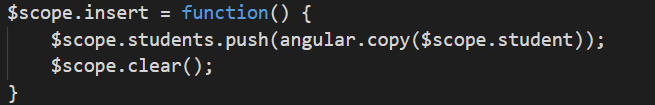 $scope.insert = function() {
    $scope.students.push(angular.copy($scope.student));
    $scope.clear();
}